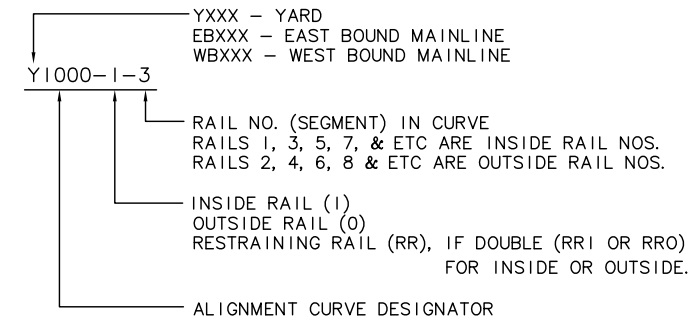 YXXX – YARD
EBXXX – EAST BOUND MAINLINE
WBXXX – WEST BOUND MAINLINE
Y1000-1-3
RAIL NO. (SEGMENT) IN CURVE
RAILS 1, 3, 5, 7, & ETC ARE INSIDE RAIL NOS.
RAILS 2, 4, 6, 8 & ETC ARE OUTSIDE RAIL NOS.
INSIDE RAIL (I)
OUTSIDE RAIL (O)
RESTRAINING RAIL (RR), IF DOUBLE (RRI OR RRO)
FOR INSIDE OR OUTSIDE.
ALIGNMENT CURVE DESIGNATOR